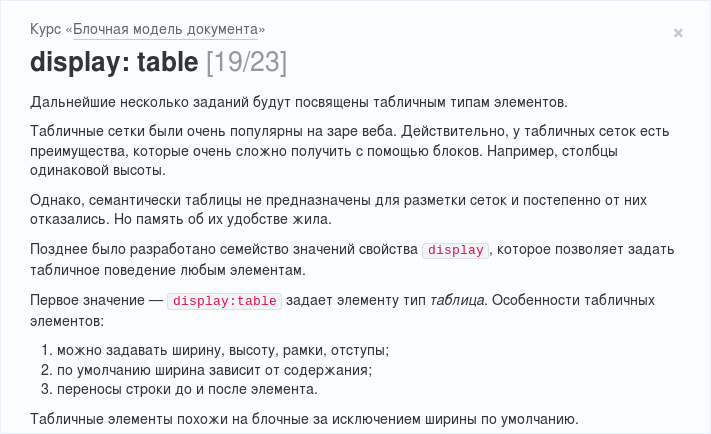 Курс «Блочная модель документа»
×
display: table [19/23]
Дальнейшие несколько заданий будут посвящены табличным типам элементов.
Табличные сетки были очень популярны на заре веба. Действительно, у табличных сеток есть
преимущества, которые очень сложно получить с помощью блоков. Например, столбцы
одинаковой высоты.
Однако, семантически таблицы не предназначены для разметки сеток и постепенно от них
отказались. Но память об их удобстве жила.
Позднее было разработано семейство значений свойства display, которое позволяет задать
табличное поведение любым элементам.
Первое значение — display:table задает элементу тип таблица. Особенности табличных
элементов:
1. можно задавать ширину, высоту, рамки, отступы;
2. по умолчанию ширина зависит от содержания;
3. переносы строки до и после элемента.
Табличные элементы похожи на блочные за исключением ширины по умолчанию.